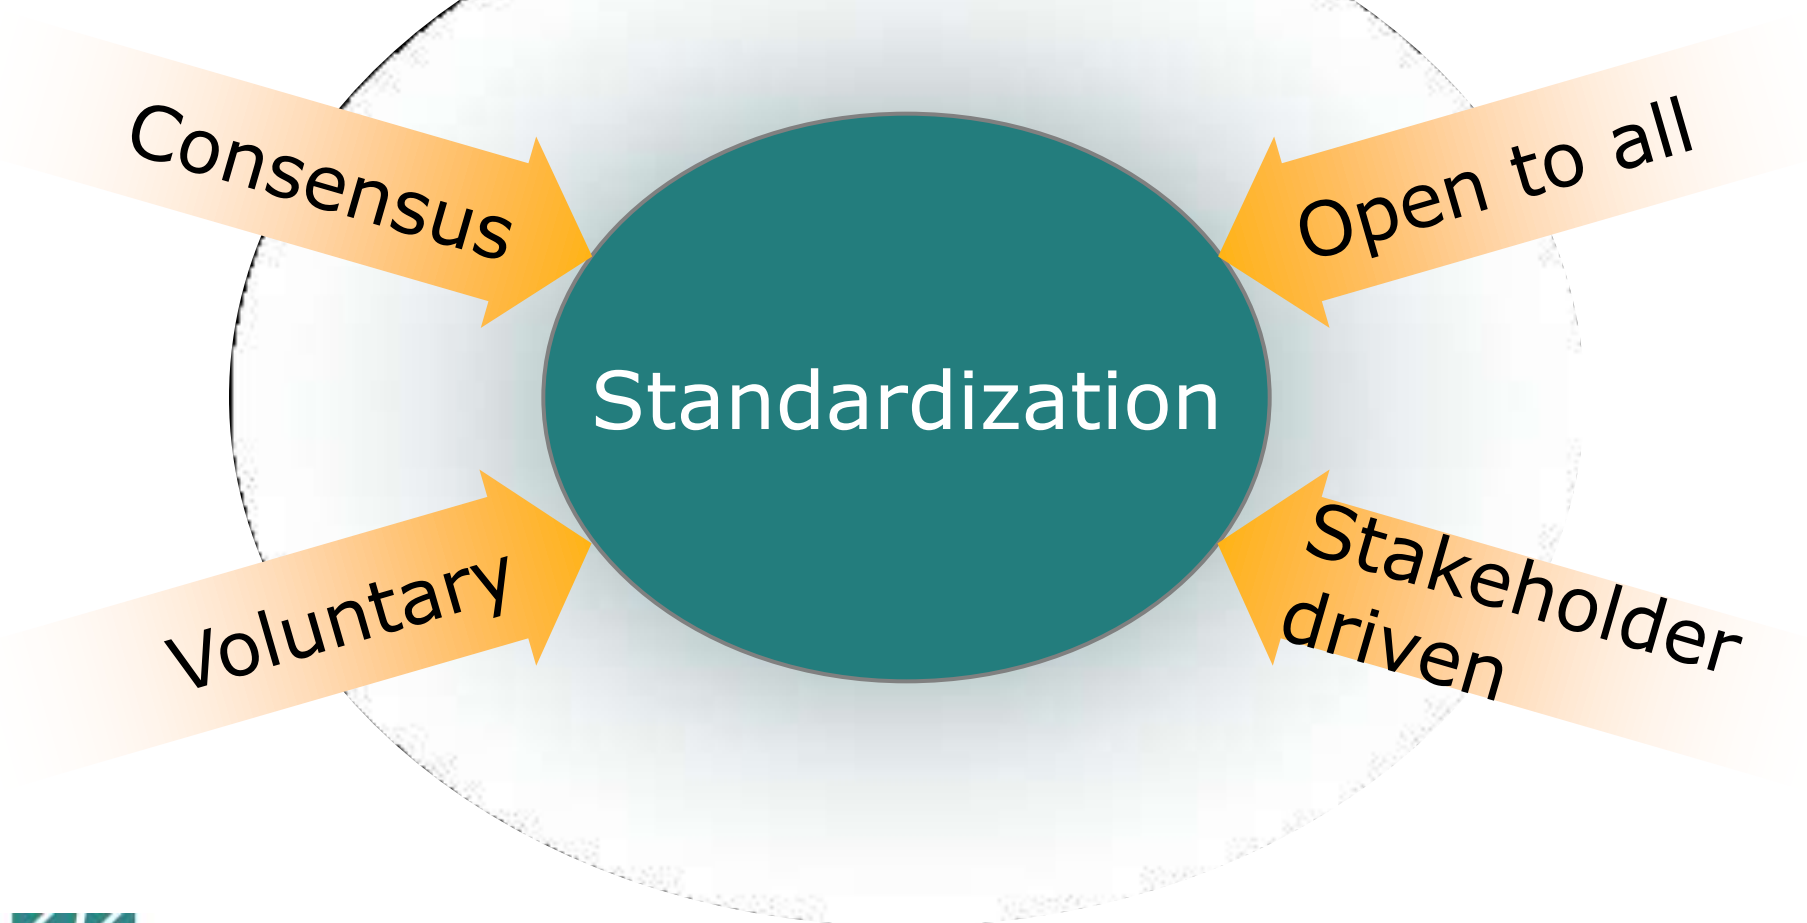 Consensus
Open to all
Standardization
Voluntary
Stakeholder
driven